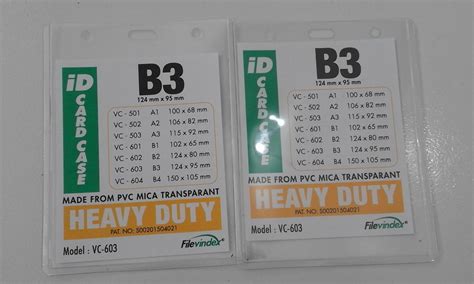 iD
CARD CASE
B3
124 mm x 95 mm
VC - 501 A1 100 x 68 mm
VC - 502 A2 106 x 82 mm
VC - 503 A3 115 x 92 mm
VC - 601 B1 102 x 65 mm
VC - 602 B2 124 x 80 mm
VC - 603 B3 124 x 95 mm
VC - 604 B4 150 x 105 mm
MADE FROM PVC MICA TRANSPARANT
HEAVY DUTY
PAT. NO: S00201504021
Model : VC-603
Filevindex®
iD
CARD CASE
B3
124 mm x 95 mm
VC - 501 A1 100 x 68 mm
VC - 502 A2 106 x 82 mm
VC - 503 A3 115 x 92 mm
VC - 601 B1 102 x 65 mm
VC - 602 B2 124 x 80 mm
VC - 603 B3 124 x 95 mm
VC - 604 B4 150 x 105 mm
MADE FROM PVC MICA TRANSPARANT
HEAVY DUTY
PAT. NO: S00201504021
Model : VC-603
Filevindex®